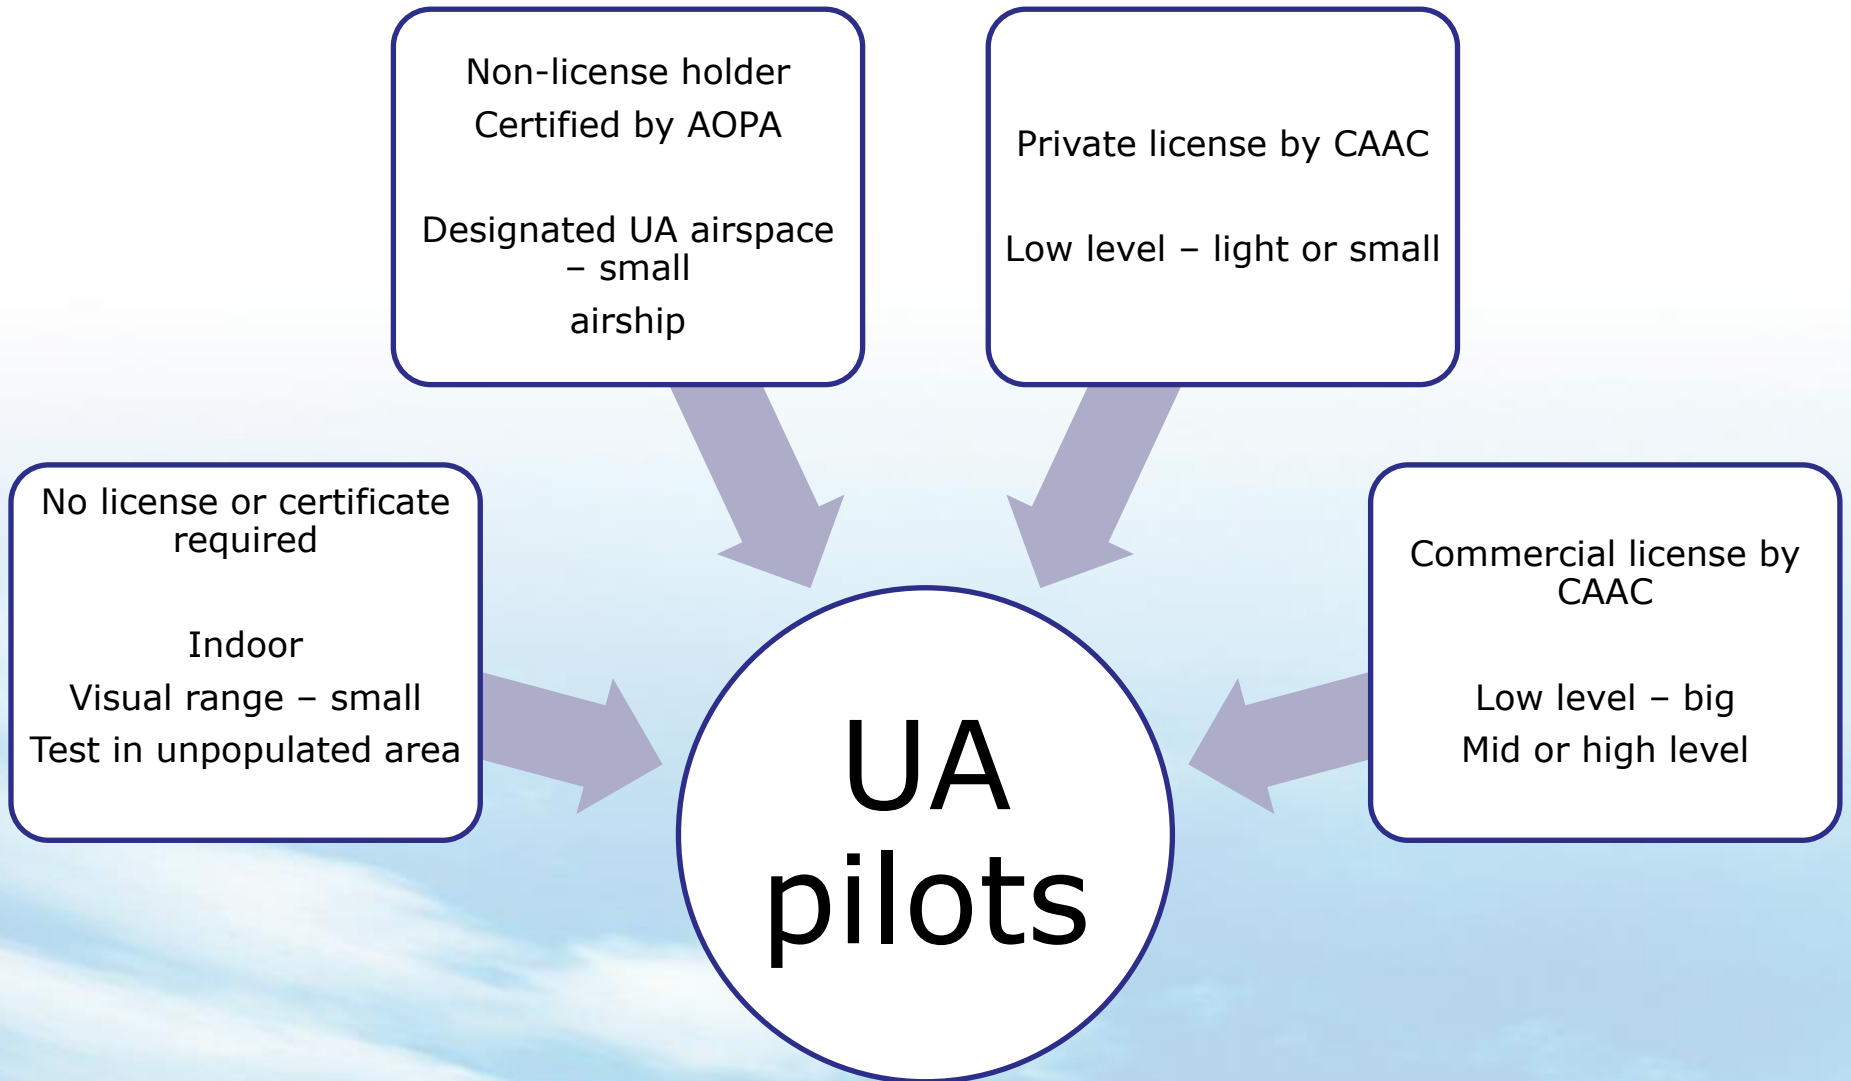 Non-license holder
Certified by AOPA
Designated UA airspace
– small
airship
Private license by CAAC
Low level – light or small
No license or certificate
required
Indoor
Visual range – small
Test in unpopulated area
Commercial license by
CAAC
Low level – big
Mid or high level
UA
pilots